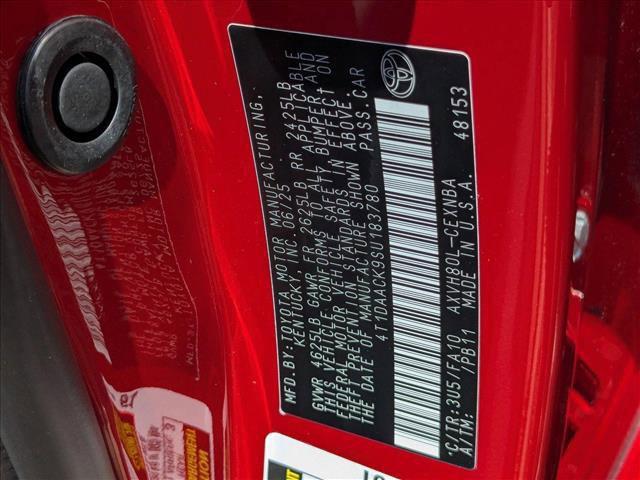 MFD.BY:TOYOTA MOTOR MANUFACTURING,
KENTUCKY, INC. 06/25
GVWR 4625LB GAWR FR 2625LB RR 2425LB
THIS VEHICLE CONFORMS TO ALL APPLICABLE
FEDERAL MOTOR VEHICLE SAFETY, BUMPER, AND
THEFT PREVENTION STANDARDS IN EFFECT ON
THE DATE OF MANUFACTURE SHOWN ABOVE.
4T1DAACK9SU183780 PASS.CAR
C/TR:3U5/FA10 AXVH80L-CEXNBA
A/TM: /PB11 MADE IN U.S.A. 48153